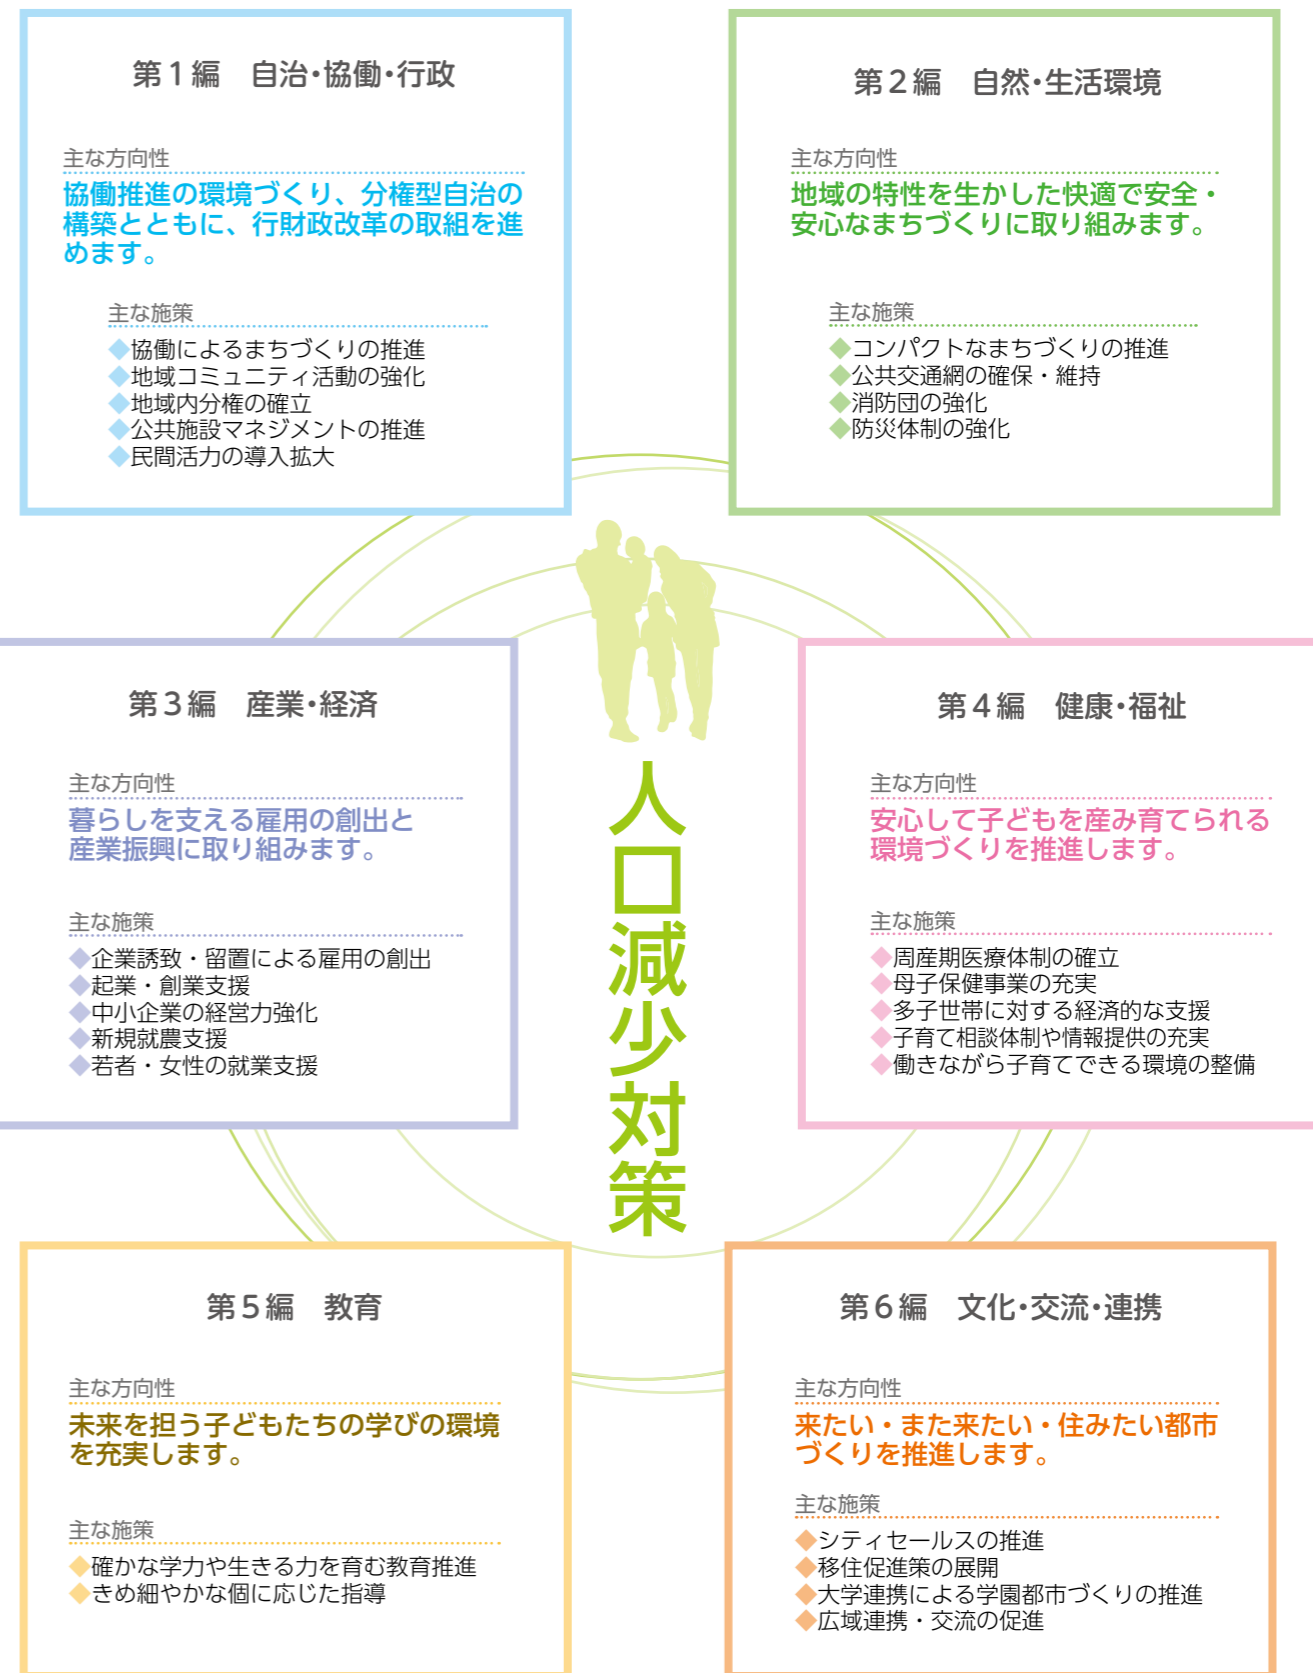 第1編　自治・協働・行政
主な方向性
協働推進の環境づくり、分権型自治の
構築とともに、行財政改革の取組を進
めます。
主な施策
◆協働によるまちづくりの推進
◆地域コミュニティ活動の強化
◆地域内分権の確立
◆公共施設マネジメントの推進
◆民間活力の導入拡大
第2編　自然・生活環境
主な方向性
地域の特性を生かした快適で安全・
安心なまちづくりに取り組みます。
主な施策
◆コンパクトなまちづくりの推進
◆公共交通網の確保・維持
◆消防団の強化
◆防災体制の強化
第3編　産業・経済
主な方向性
暮らしを支える雇用の創出と
産業振興に取り組みます。
主な施策
◆企業誘致・留置による雇用の創出
◆起業・創業支援
◆中小企業の経営力強化
◆新規就農支援
◆若者・女性の就業支援
人口減少対策
第4編　健康・福祉
主な方向性
安心して子どもを産み育てられる
環境づくりを推進します。
主な施策
◆周産期医療体制の確立
◆母子保健事業の充実
◆多子世帯に対する経済的な支援
◆子育て相談体制や情報提供の充実
◆働きながら子育てできる環境の整備
第5編　教育
主な方向性
未来を担う子どもたちの学びの環境
を充実します。
主な施策
◆確かな学力や生きる力を育む教育推進
◆きめ細やかな個に応じた指導
第6編　文化・交流・連携
主な方向性
来たい・また来たい・住みたい都市
づくりを推進します。
主な施策
◆シティセールスの推進
◆移住促進策の展開
◆大学連携による学園都市づくりの推進
◆広域連携・交流の促進